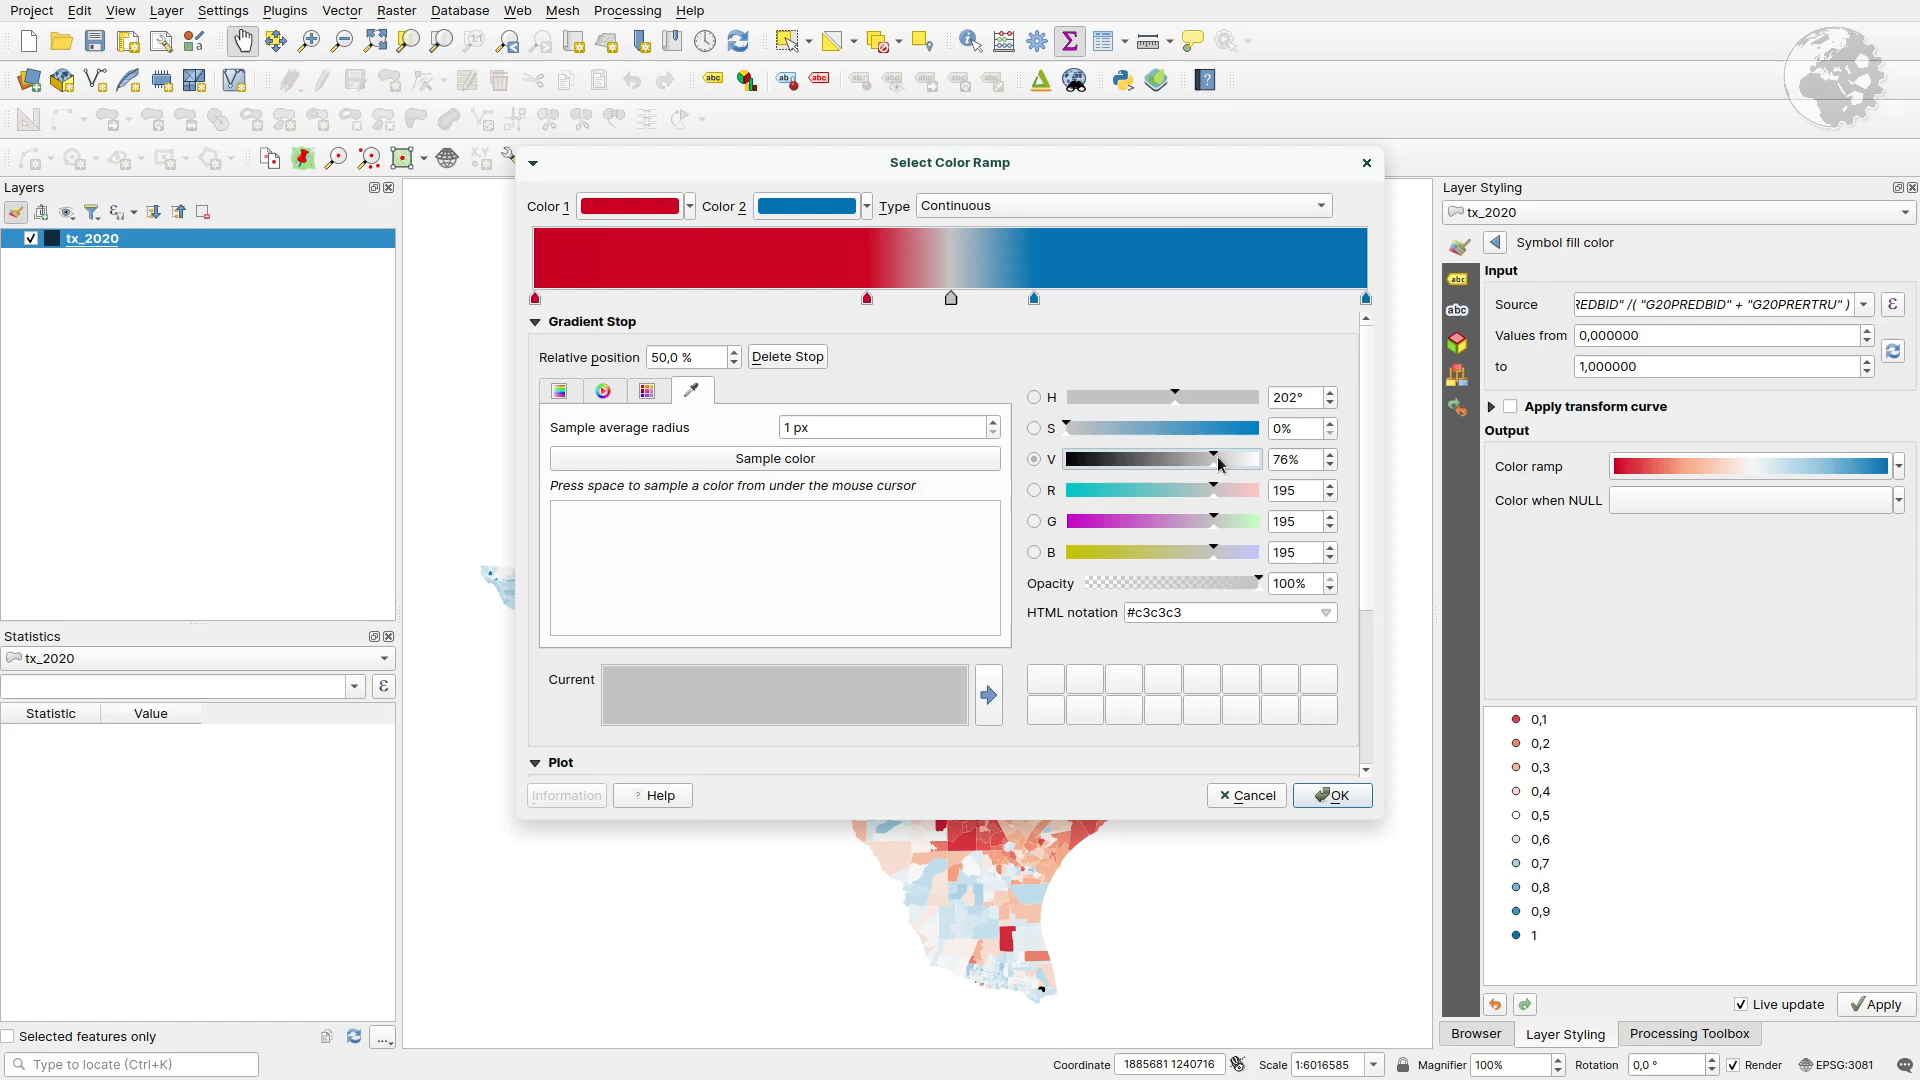 Project Edit View Layer Settings Plugins Vector Raster Database Web Mesh Processing Help
Layers
tx_2020
Statistics
tx_2020
Statistic Value
Selected features only
Type to locate (Ctrl+K)
Select Color Ramp
Color 1 Color 2 Type Continuous
Gradient Stop
Relative position 50,0 % Delete Stop
Sample average radius 1 px
Sample color
Press space to sample a color from under the mouse cursor
H 202°
S 0%
V 76%
R 195
G 195
B 195
Opacity 100%
HTML notation #c3c3c3
Current
Plot
Information ? Help Cancel OK
Layer Styling
tx_2020
Symbol fill color
Input
Source REDBID" /( "G20PREDBID" + "G20PRERTRU" )
Values from 0,000000
to 1,000000
Apply transform curve
Output
Color ramp
Color when NULL
0,1
0,2
0,3
0,4
0,5
0,6
0,7
0,8
0,9
1
Live update Apply
Browser Layer Styling Processing Toolbox
Coordinate 1885681 1240716 Scale 1:6016585 Magnifier 100% Rotation 0,0 ° Render EPSG:3081